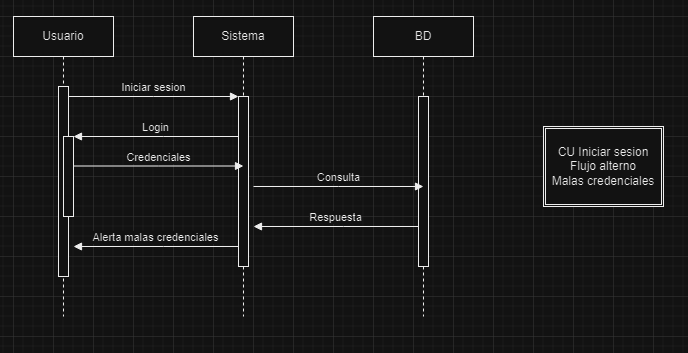 Usuario
Sistema
BD
Iniciar sesion
Login
Credenciales
Consulta
Respuesta
Alerta malas credenciales
CU Iniciar sesion
Flujo alterno
Malas credenciales